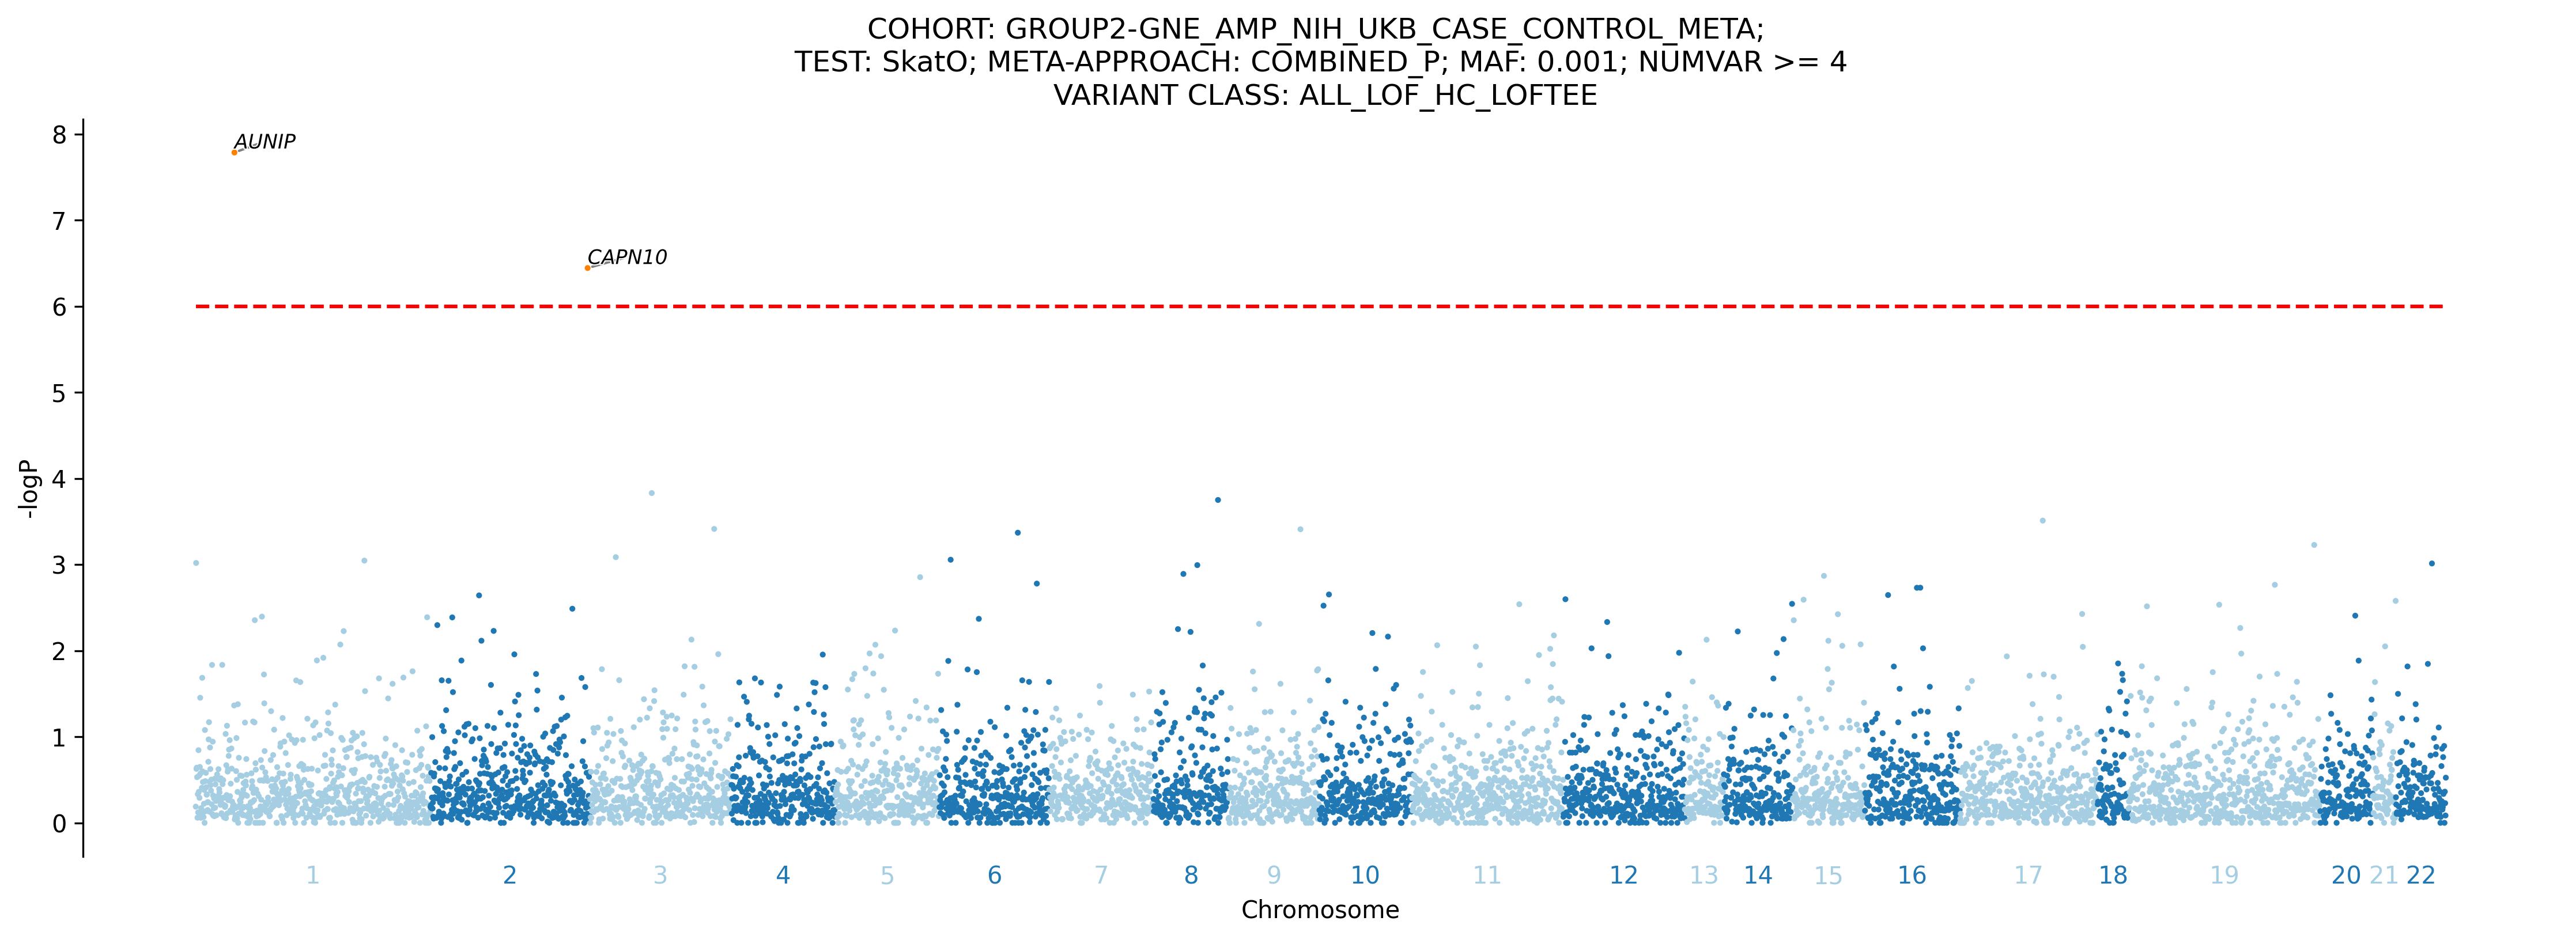 COHORT: GROUP2-GNE_AMP_NIH_UKB_CASE_CONTROL_META;
TEST: SkatO; META-APPROACH: COMBINED_P; MAF: 0.001; NUMVAR >= 4
VARIANT CLASS: ALL_LOF_HC_LOFTEE
8
AUNIP
7
CAPN10
6
5
4
-logP
3
2
1
0
1 2 3 4 5 6 7 8 9 10 11 12 13 14 15 16 17 18 19 20 21 22
Chromosome